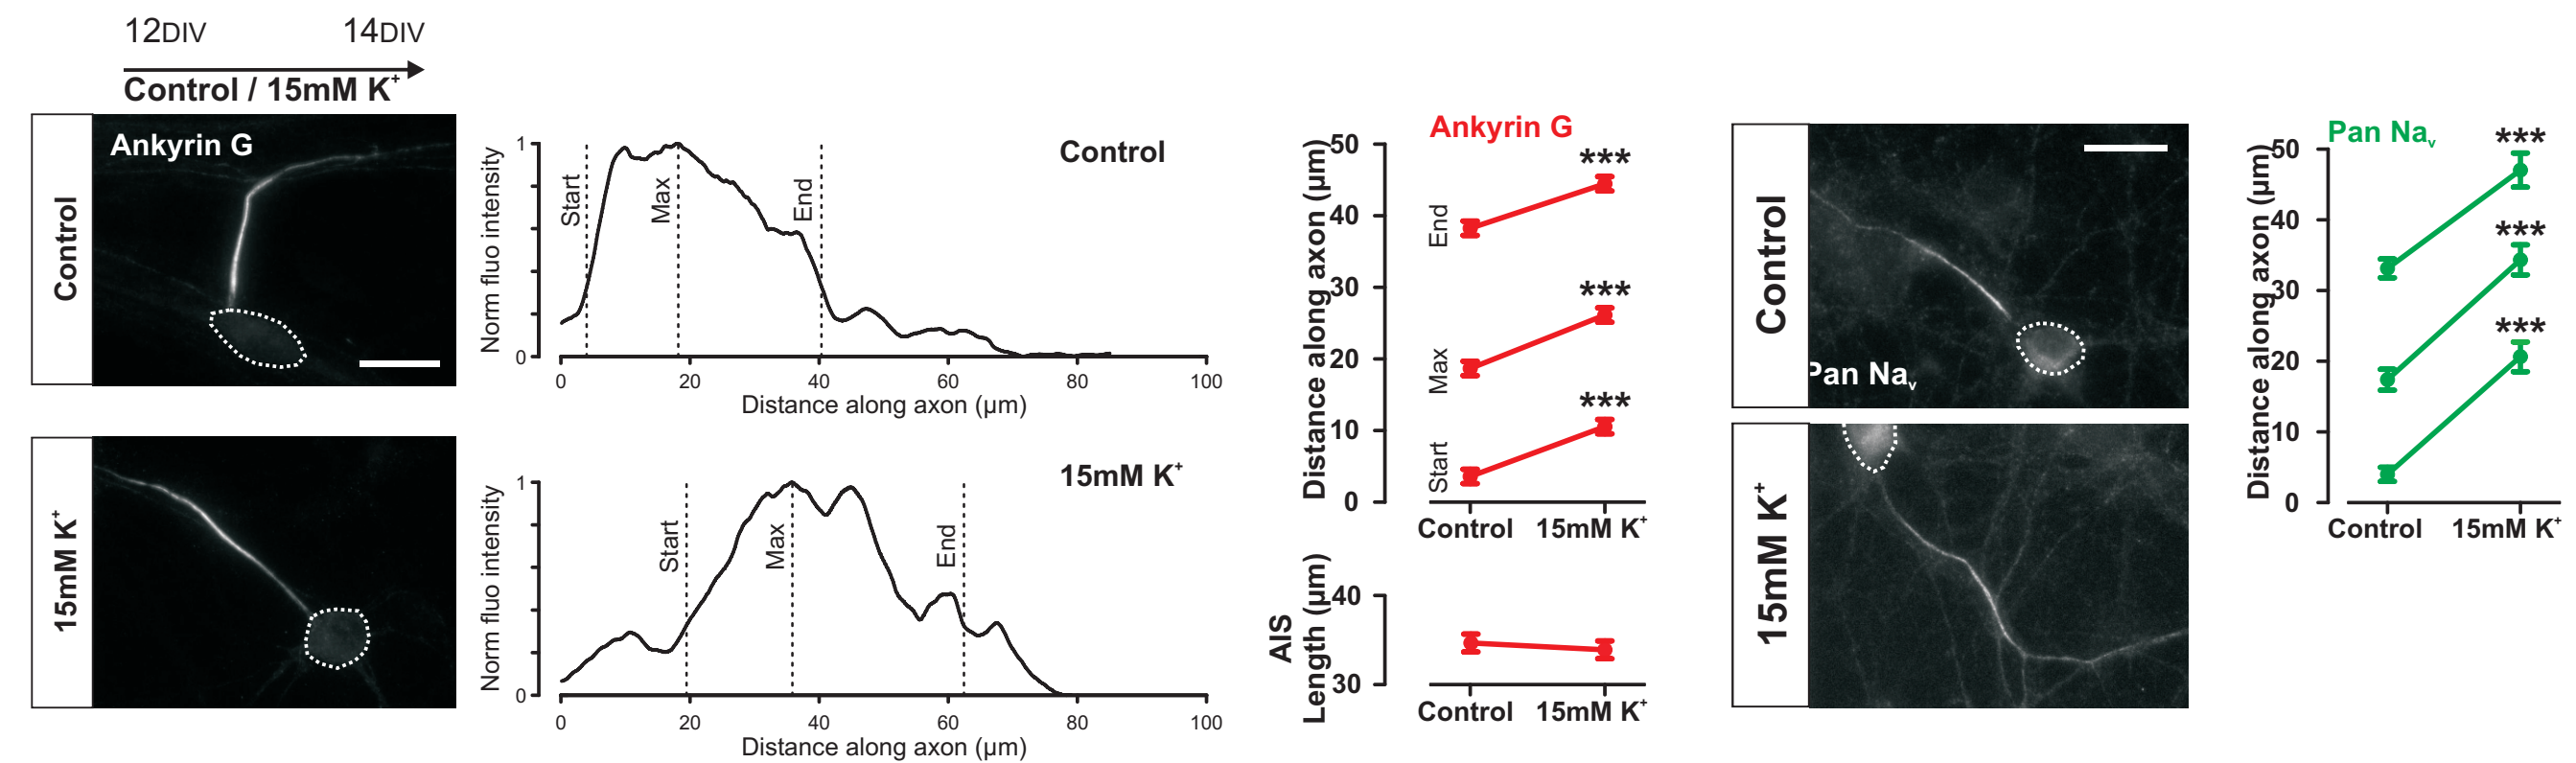 12DIV 14DIV
Control / 15mM K⁺
Control
Ankyrin G
15mM K⁺
Norm fluo intensity
1
0
Start
Max
End
Control
0 20 40 60 80 100
Distance along axon (µm)
Norm fluo intensity
1
0
Start
Max
End
15mM K⁺
0 20 40 60 80 100
Distance along axon (µm)
Ankyrin G
Distance along axon (µm)
50
40
30
20
10
0
End
Max
Start
***
***
***
Control 15mM K⁺
AIS
Length (µm)
40
30
Control 15mM K⁺
Control
Pan Naᵥ
15mM K⁺
Pan Naᵥ
Distance along axon (µm)
50
40
30
20
10
0
***
***
***
Control 15mM K⁺